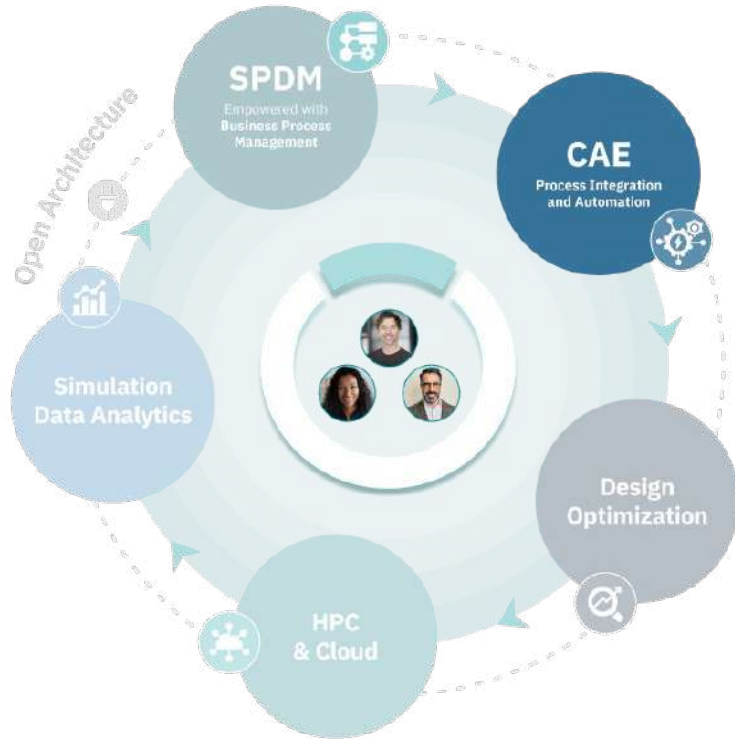 SPDM
Empowered with
Business Process
Management
Open Architecture
CAE
Process Integration
and Automation
Simulation
Data Analytics
Design
Optimization
HPC
& Cloud